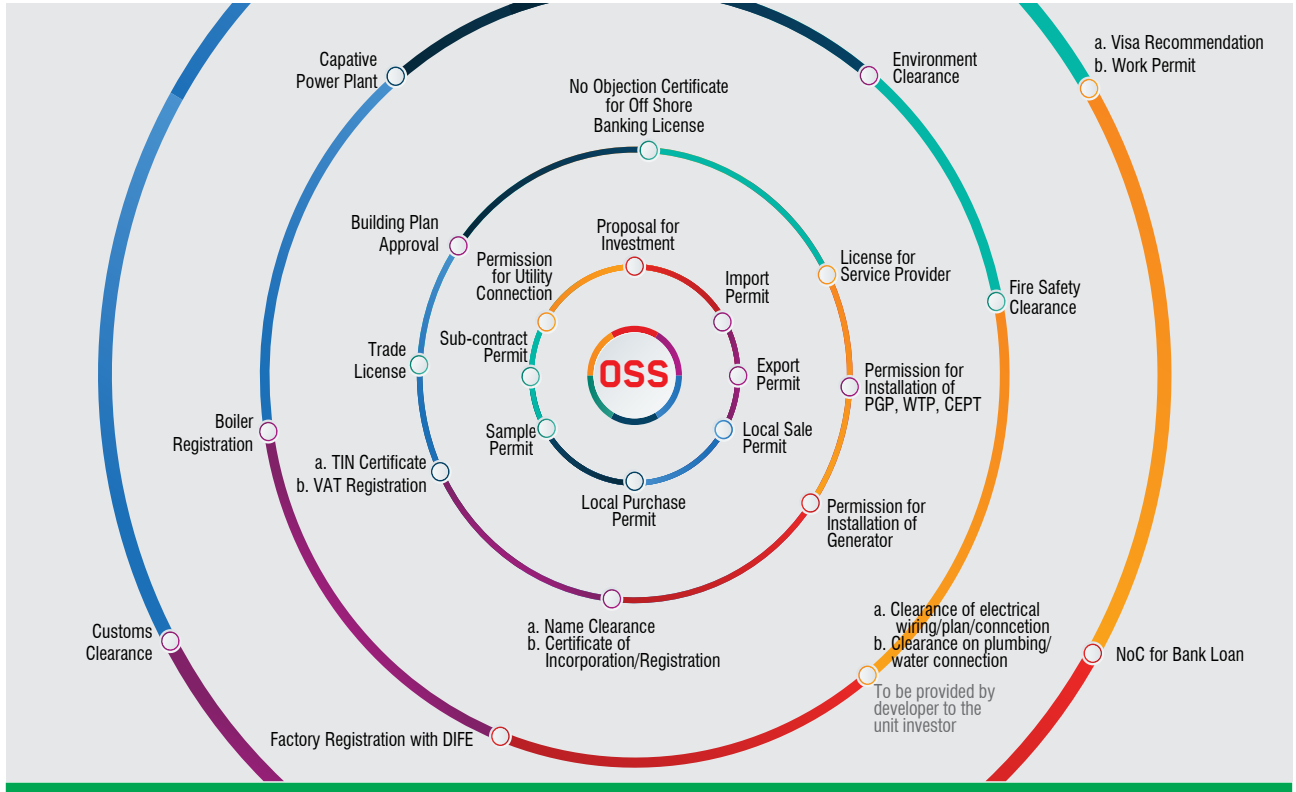 a. Visa Recommendation
b. Work Permit
Capative
Power Plant
Environment
Clearance
No Objection Certificate
for Off Shore
Banking License
Building Plan
Approval
Proposal for
Investment
Permission
for Utility
Connection
Import
Permit
License for
Service Provider
Fire Safety
Clearance
Sub-contract
Permit
Trade
License
OSS
Export
Permit
Permission for
Installation of
PGP, WTP, CEPT
Boiler
Registration
Sample
Permit
Local Sale
Permit
a. TIN Certificate
b. VAT Registration
Local Purchase
Permit
Permission for
Installation of
Generator
a. Name Clearance
b. Certificate of
Incorporation/Registration
a. Clearance of electrical
wiring/plan/conncetion
b. Clearance on plumbing/
water connection
To be provided by
developer to the
unit investor
Customs
Clearance
NoC for Bank Loan
Factory Registration with DIFE